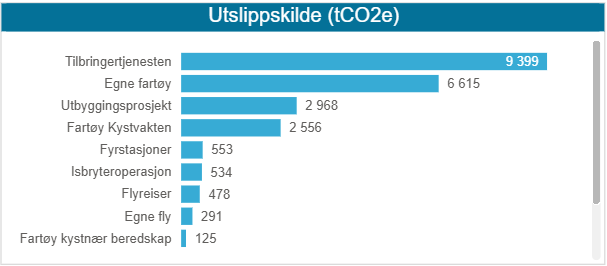 Utslippskilde (tCO2e)
Tilbringertjenesten 9 399
Egne fartøy 6 615
Utbyggingsprosjekt 2 968
Fartøy Kystvakten 2 556
Fyrstasjoner 553
Isbryteroperasjon 534
Flyreiser 478
Egne fly 291
Fartøy kystnær beredskap 125